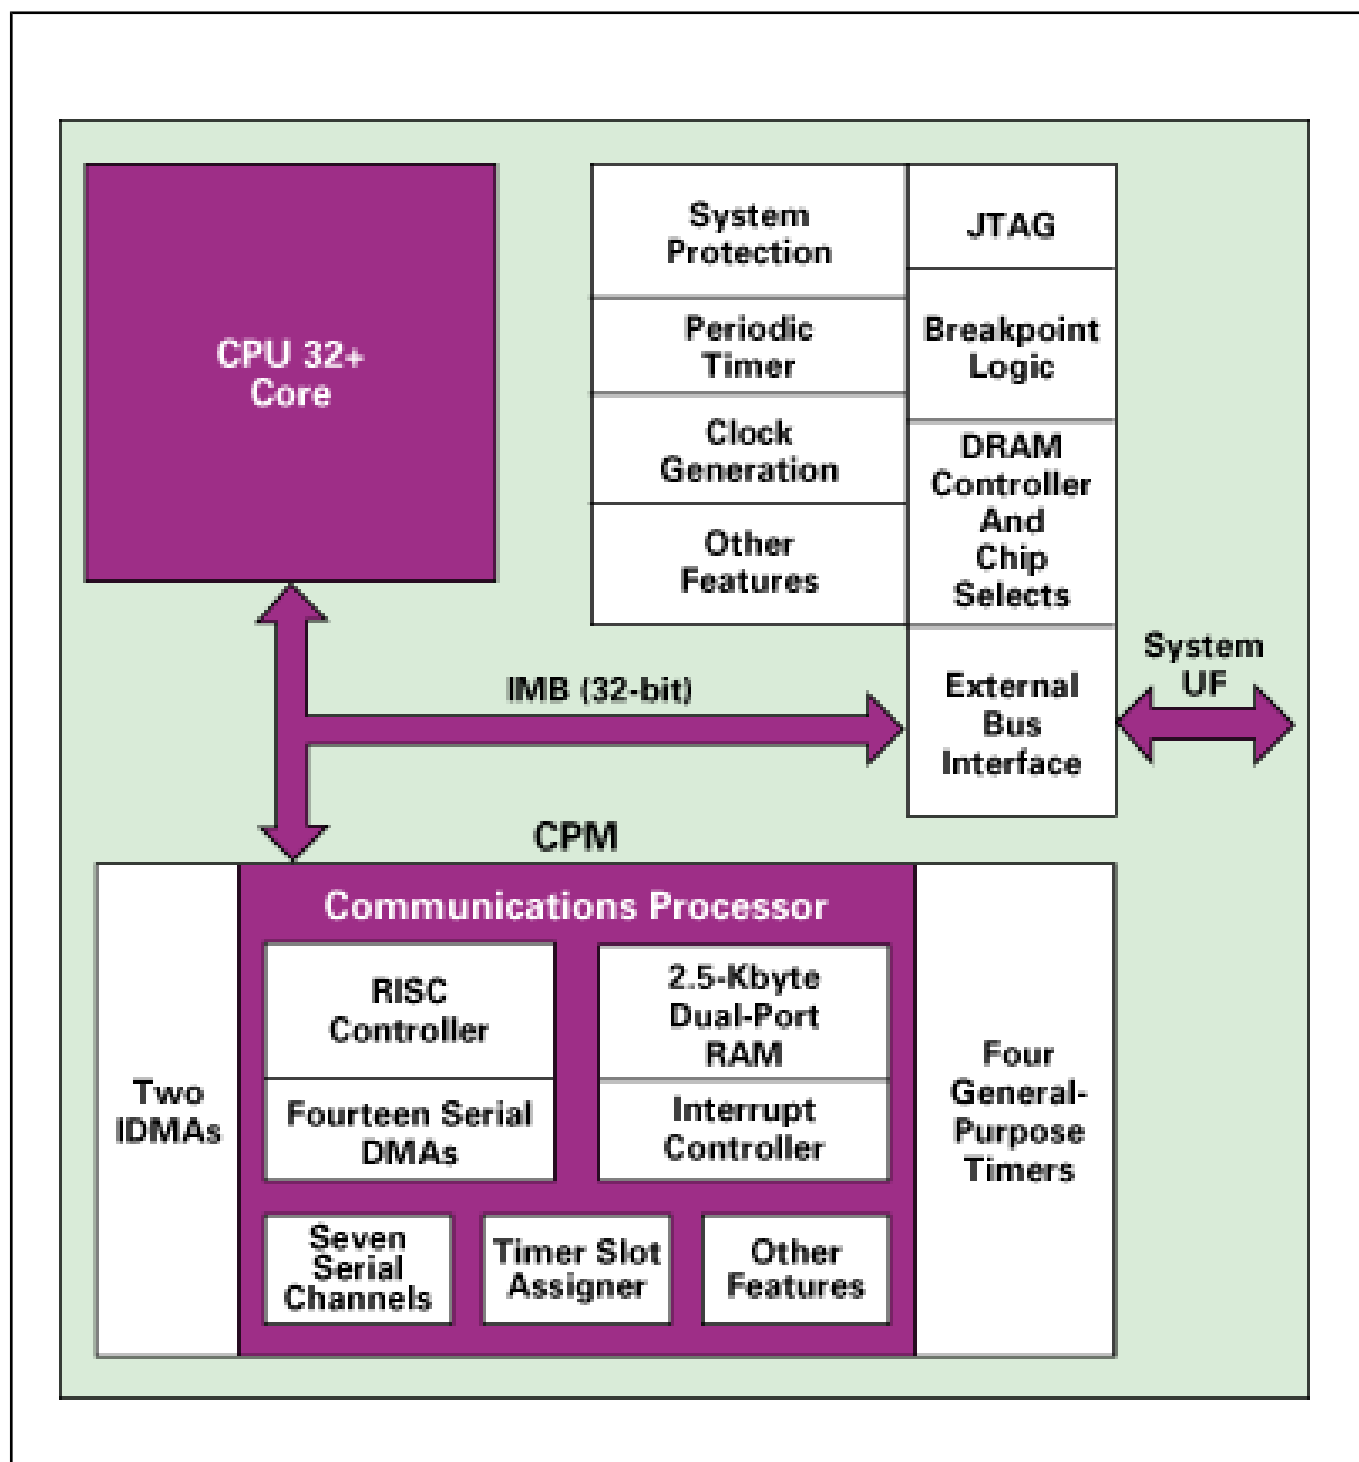 CPU 32+
Core
System
Protection
Periodic
Timer
Clock
Generation
Other
Features
JTAG
Breakpoint
Logic
DRAM
Controller
And
Chip
Selects
External
Bus
Interface
System
UF
IMB (32-bit)
CPM
Communications Processor
Two
IDMAs
RISC
Controller
Fourteen Serial
DMAs
2.5-Kbyte
Dual-Port
RAM
Interrupt
Controller
Seven
Serial
Channels
Timer Slot
Assigner
Other
Features
Four
General-
Purpose
Timers